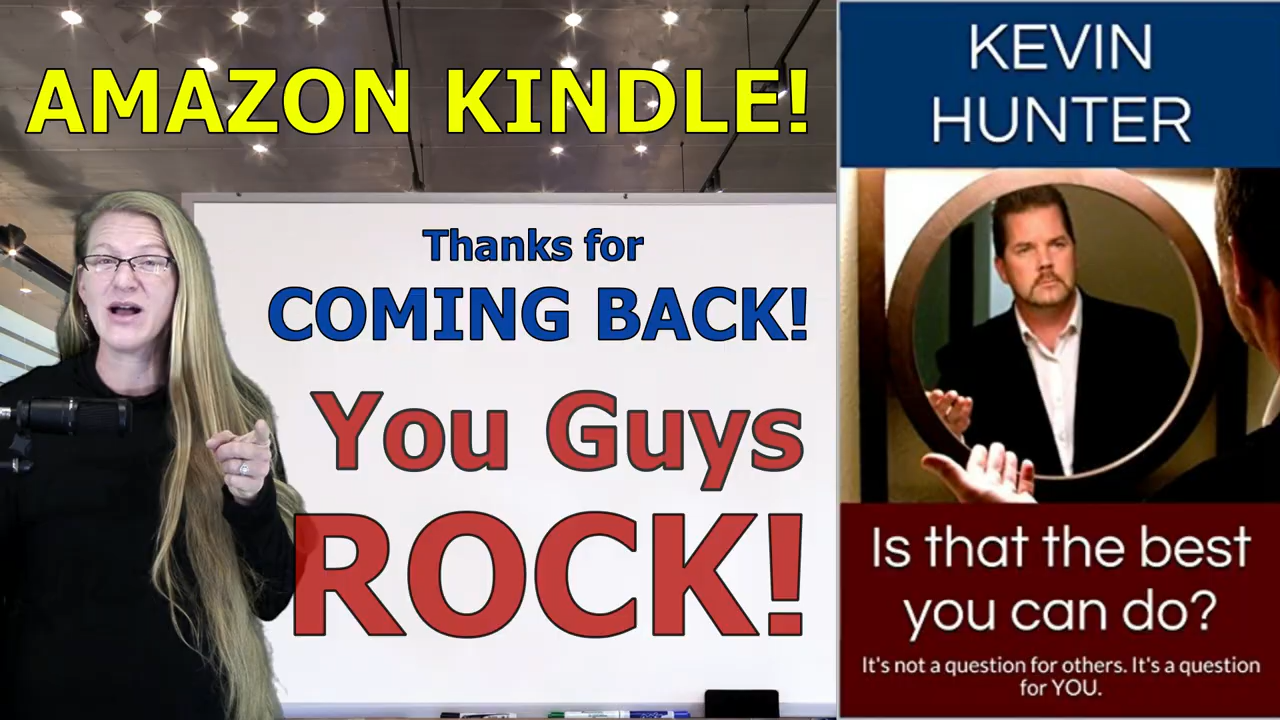 AMAZON KINDLE!
Thanks for
COMING BACK!
You Guys
ROCK!
KEVIN
HUNTER
Is that the best
you can do?
It's not a question for others. It's a question
for YOU.